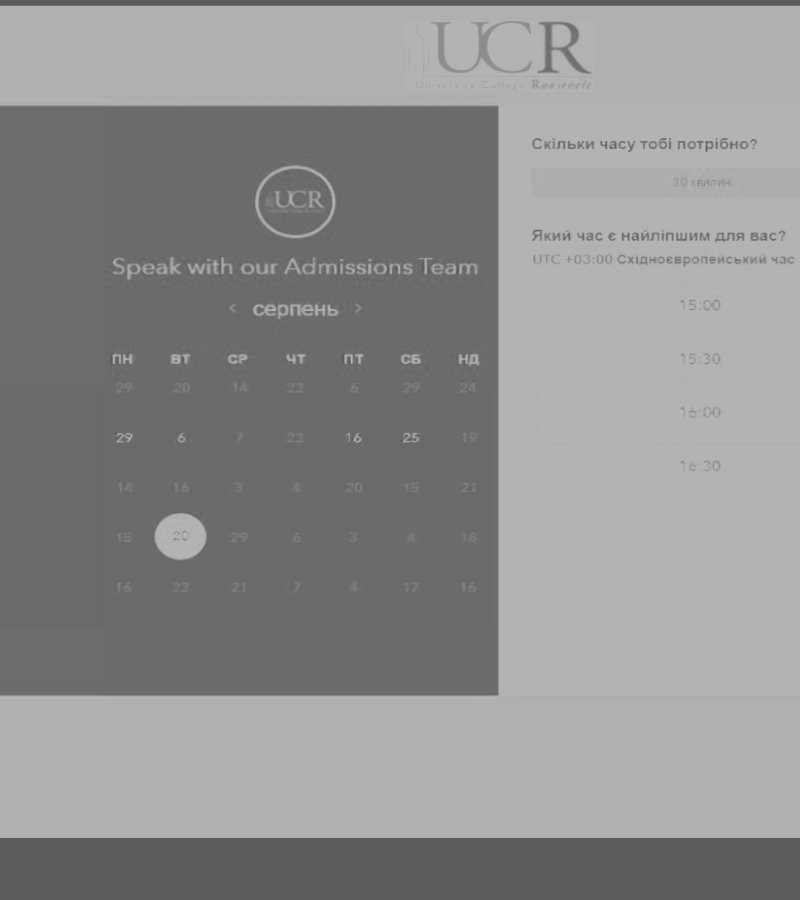 UCR
University College Roosevelt
UCR
Speak with our Admissions Team
< серпень >
ПН ВТ СР ЧТ ПТ СБ НД
29 20 14 23 6 29 24
29 6 7 23 16 25 19
14 16 3 4 20 15 21
15 20 29 6 3 4 18
16 23 21 7 4 17 16
Скільки часу тобі потрібно?
30 хвилин
Який час є найліпшим для вас?
UTC +03:00 Східноєвропейський час
15:00
15:30
16:00
16:30